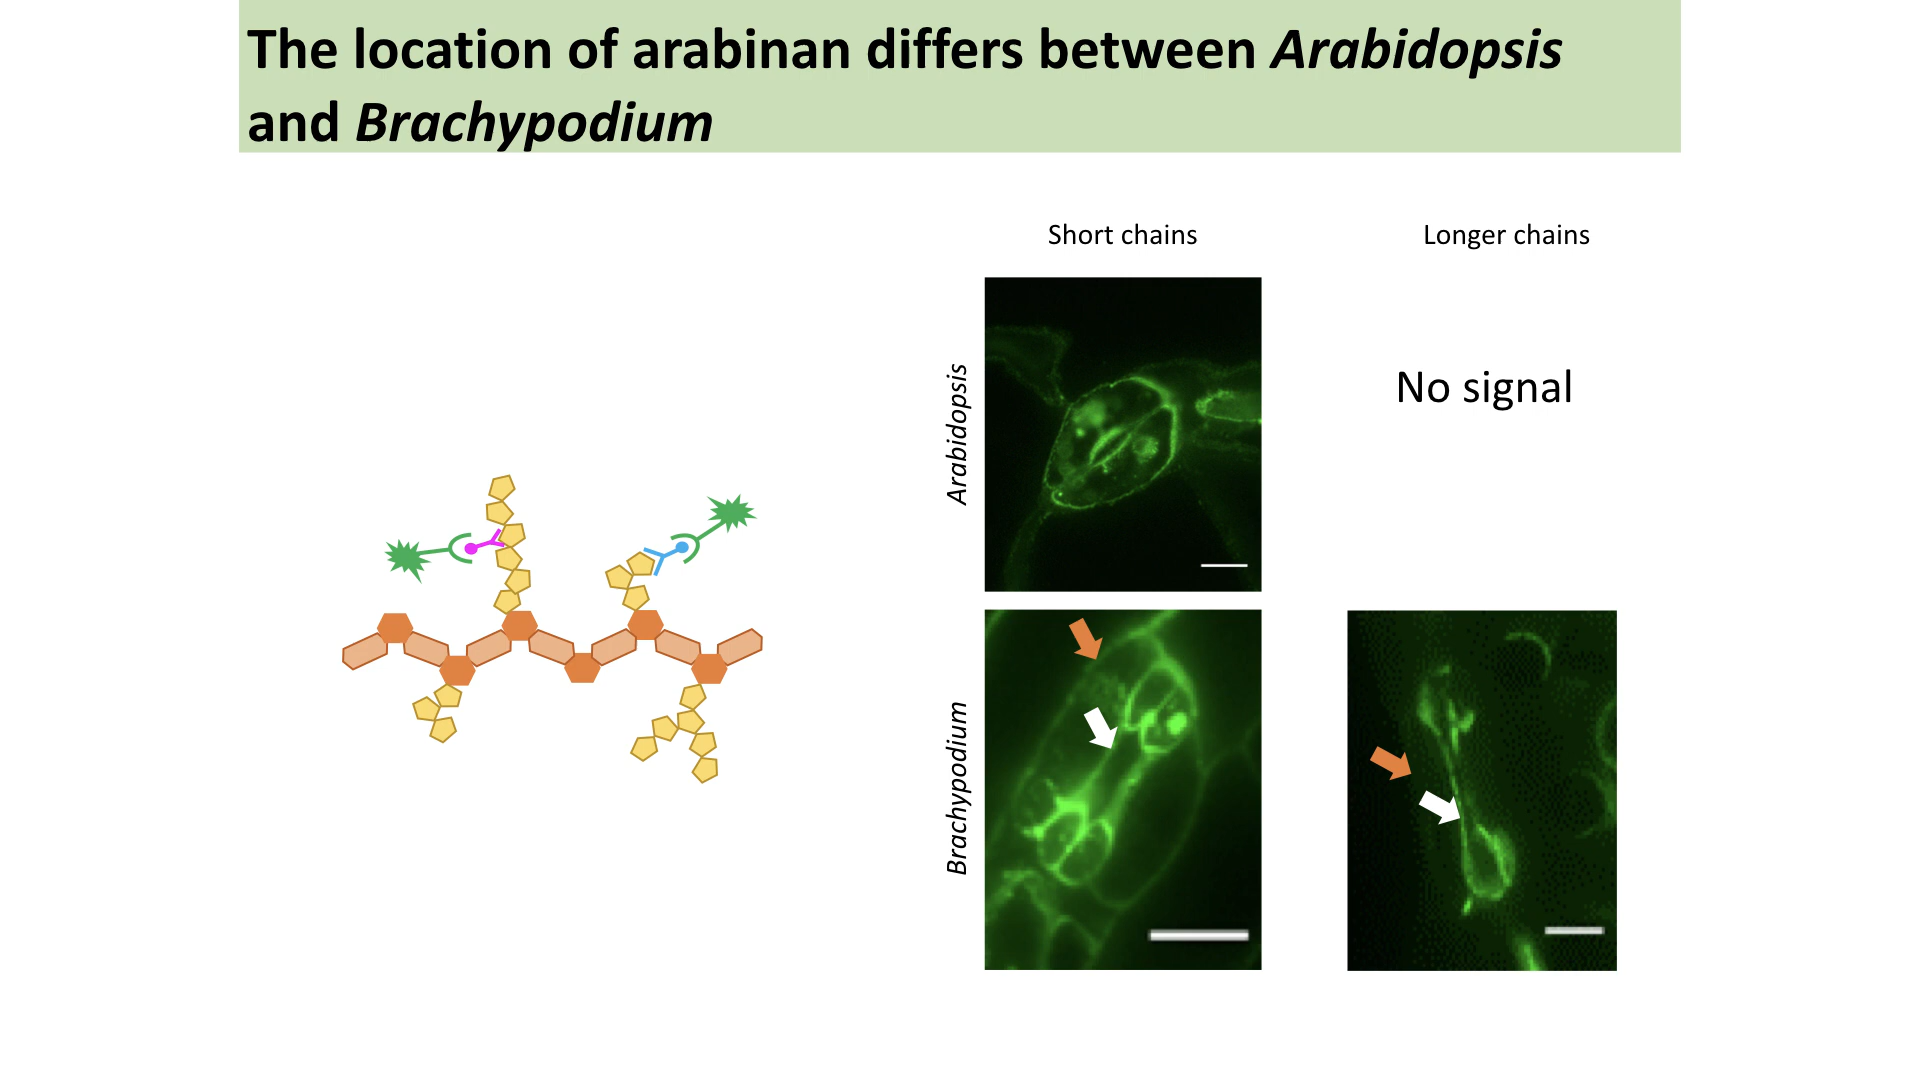 The location of arabinan differs between Arabidopsis
and Brachypodium
Short chains
Longer chains
Arabidopsis
No signal
Brachypodium